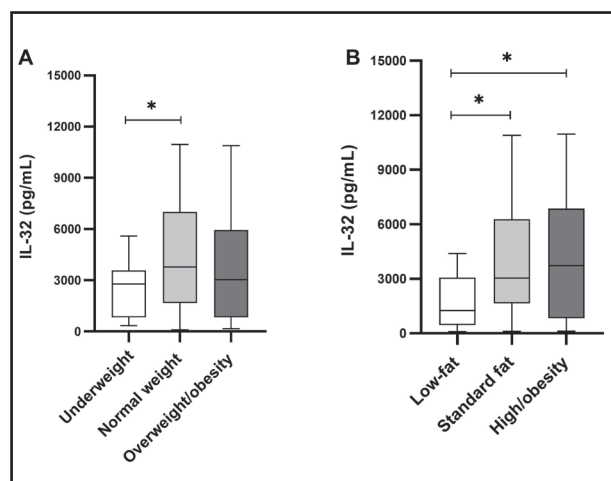 A
IL-32 (pg/mL)
15000
12000
9000
6000
3000
0
*
Underweight
Normal weight
Overweight/obesity
B
IL-32 (pg/mL)
15000
12000
9000
6000
3000
0
*
*
Low-fat
Standard fat
High/obesity